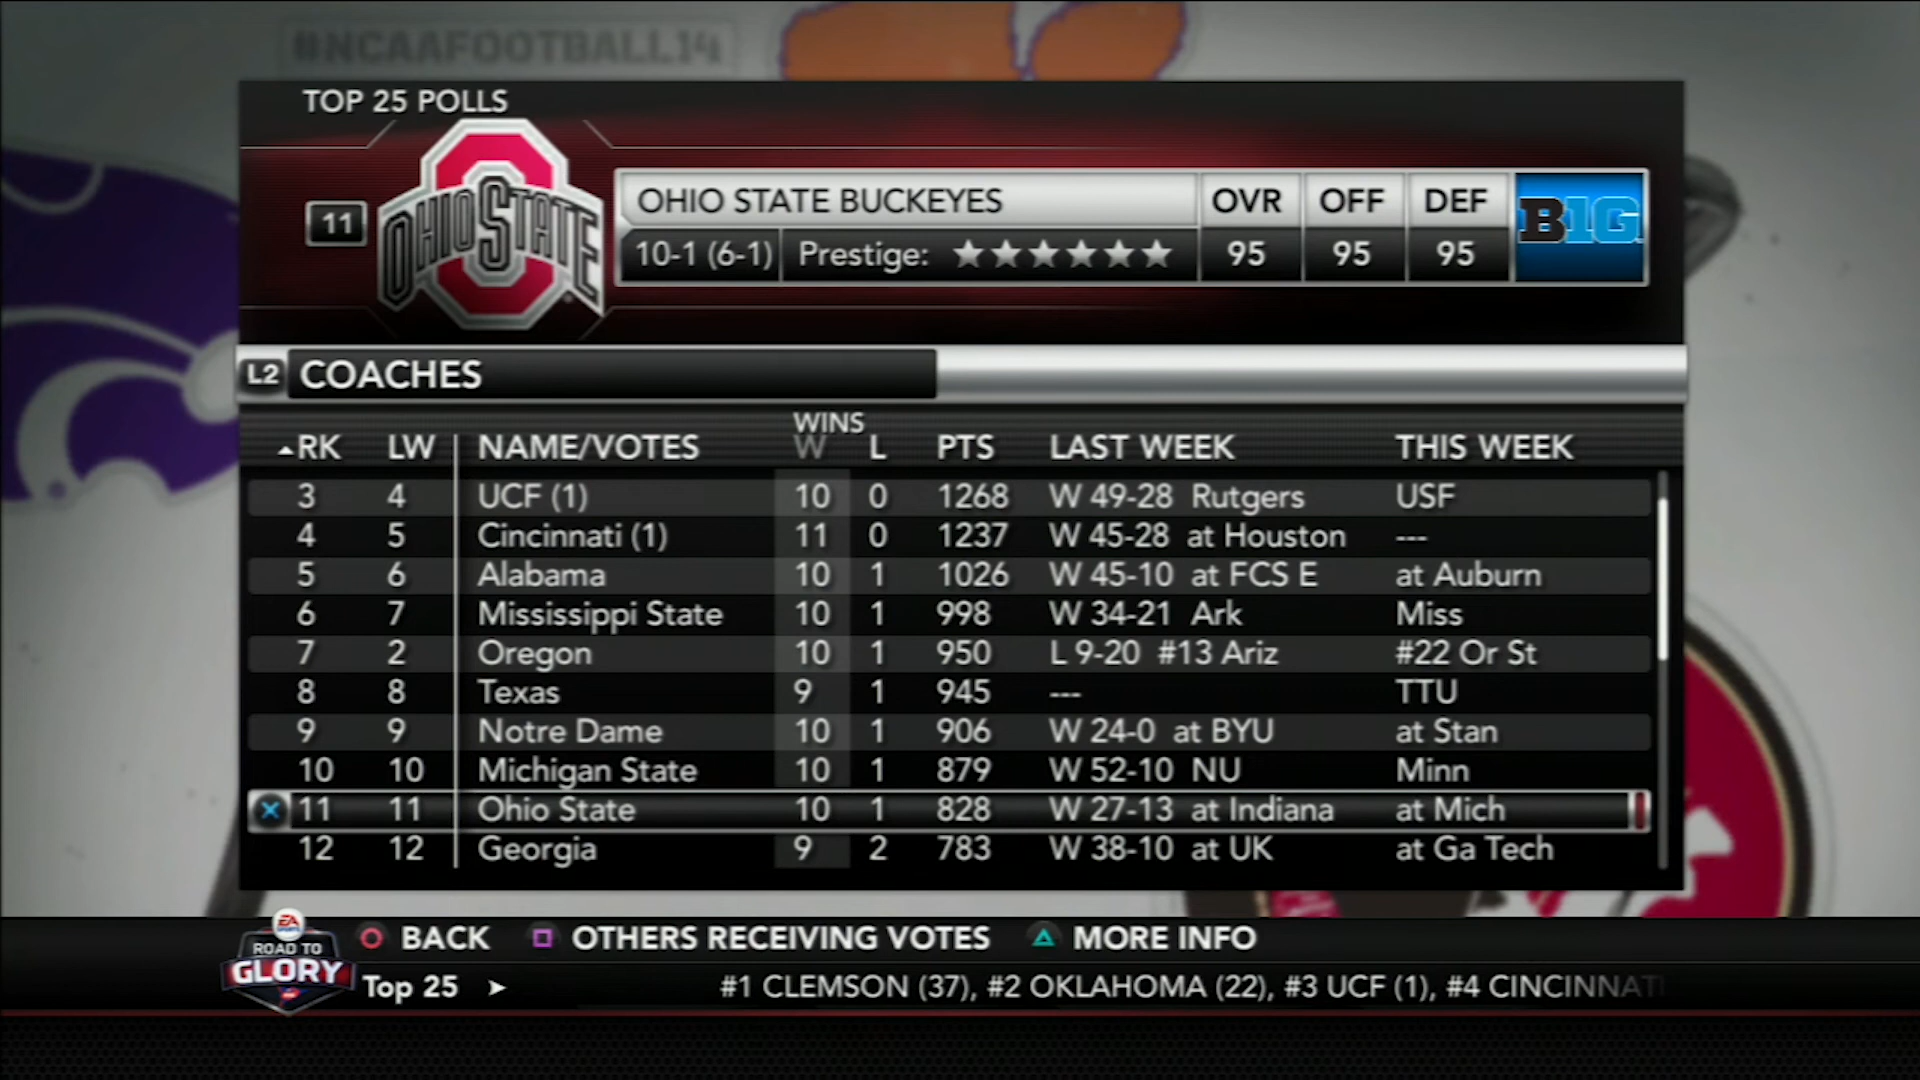 #NCAAFOOTBALL14
TOP 25 POLLS
11
OHIO STATE
OHIO STATE BUCKEYES OVR OFF DEF B1G
10-1 (6-1) Prestige: 95 95 95
L2 COACHES
WINS
RK LW NAME/VOTES W L PTS LAST WEEK THIS WEEK
3 4 UCF (1) 10 0 1268 W 49-28 Rutgers USF
4 5 Cincinnati (1) 11 0 1237 W 45-28 at Houston ---
5 6 Alabama 10 1 1026 W 45-10 at FCS E at Auburn
6 7 Mississippi State 10 1 998 W 34-21 Ark Miss
7 2 Oregon 10 1 950 L 9-20 #13 Ariz #22 Or St
8 8 Texas 9 1 945 --- TTU
9 9 Notre Dame 10 1 906 W 24-0 at BYU at Stan
10 10 Michigan State 10 1 879 W 52-10 NU Minn
11 11 Ohio State 10 1 828 W 27-13 at Indiana at Mich
12 12 Georgia 9 2 783 W 38-10 at UK at Ga Tech
BACK OTHERS RECEIVING VOTES MORE INFO
EA SPORTS
ROAD TO
GLORY
Top 25 #1 CLEMSON (37), #2 OKLAHOMA (22), #3 UCF (1), #4 CINCINNAT